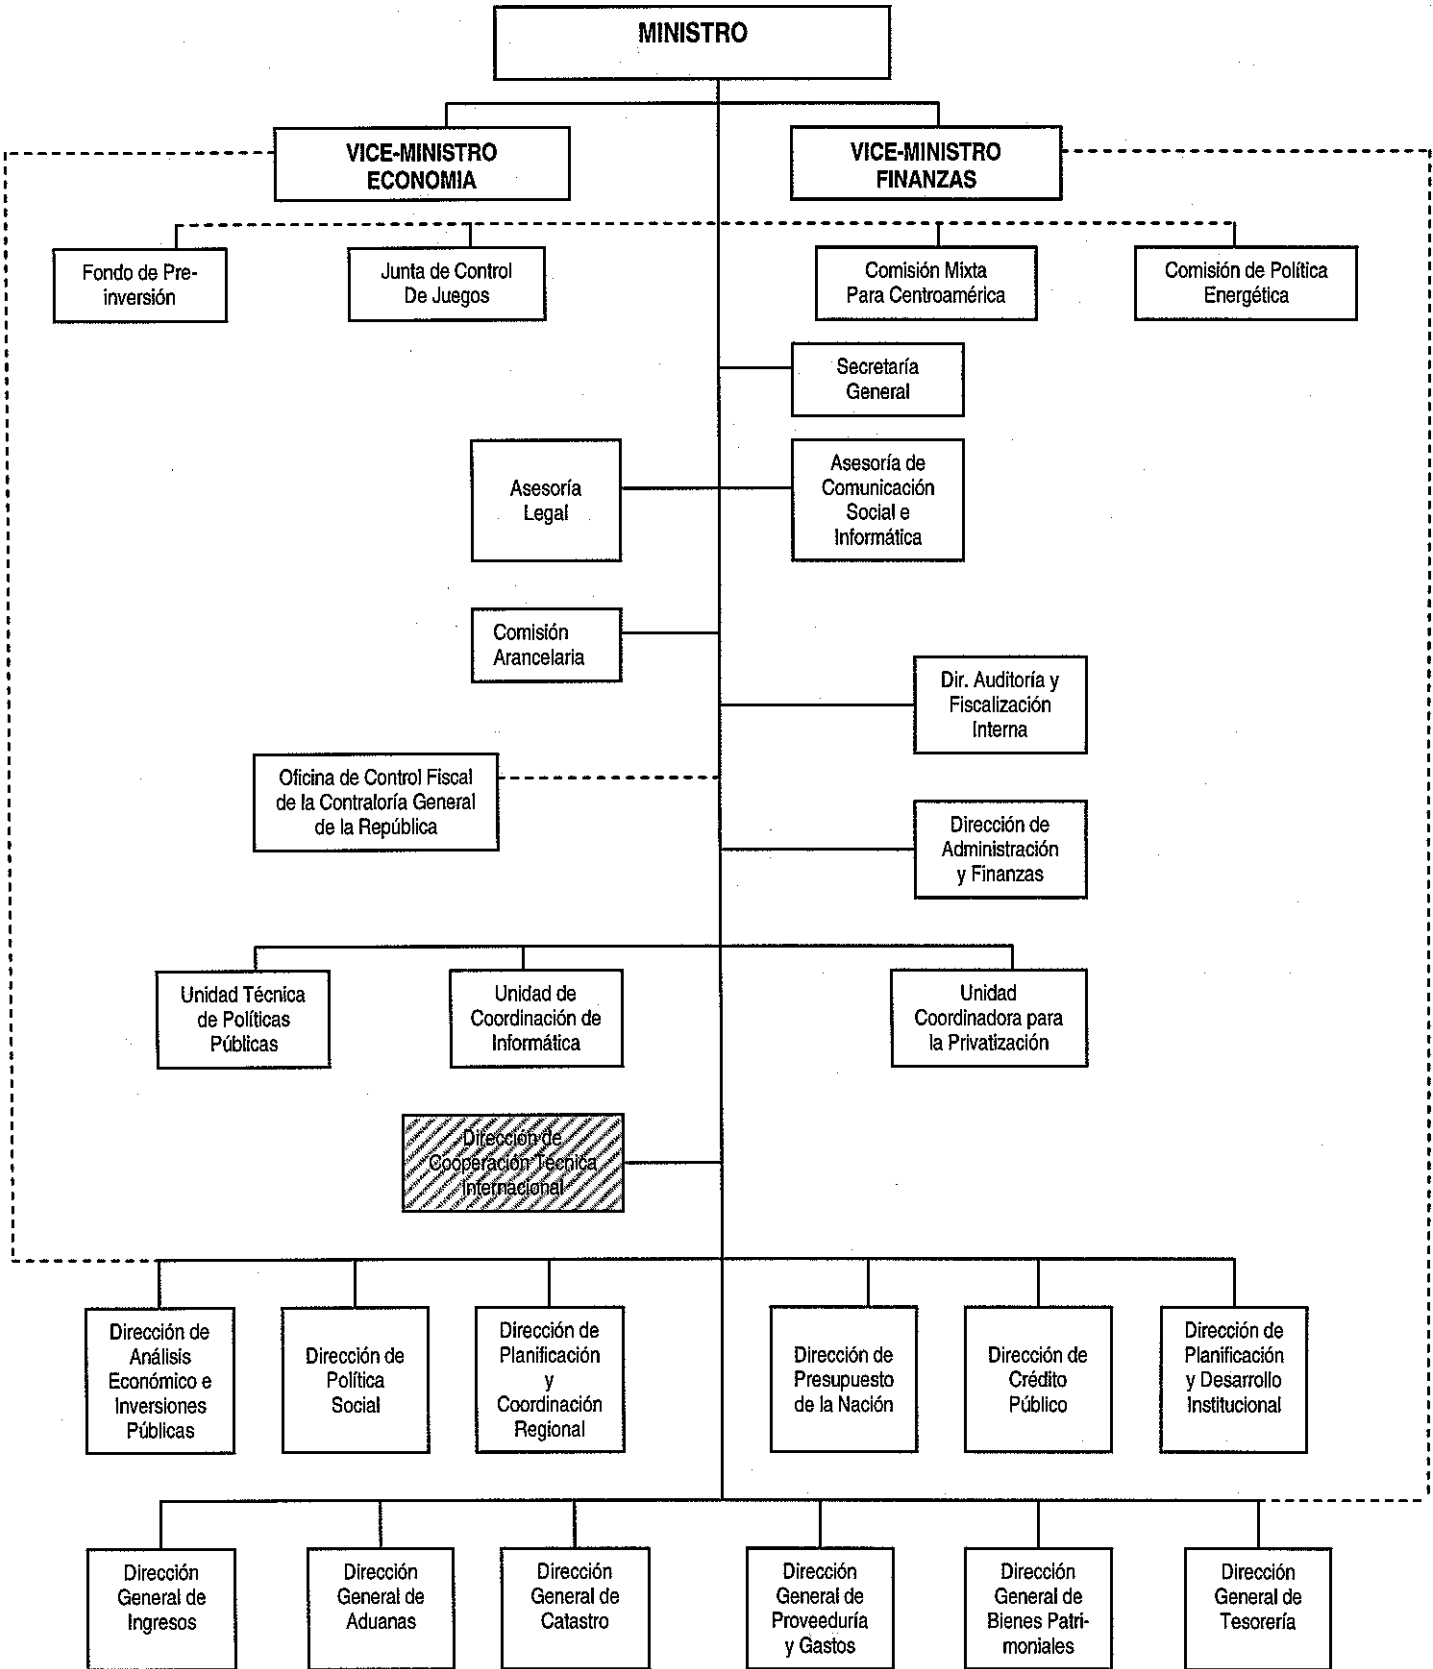 MINISTRO
VICE-MINISTRO
ECONOMIA
VICE-MINISTRO
FINANZAS
Fondo de Pre-
inversión
Junta de Control
De Juegos
Comisión Mixta
Para Centroamérica
Comisión de Política
Energética
Secretaría
General
Asesoría
Legal
Asesoría de
Comunicación
Social e
Informática
Comisión
Arancelaria
Dir. Auditoría y
Fiscalización
Interna
Oficina de Control Fiscal
de la Contraloría General
de la República
Dirección de
Administración
y Finanzas
Unidad Técnica
de Políticas
Públicas
Unidad de
Coordinación de
Informática
Unidad
Coordinadora para
la Privatización
Dirección de
Cooperación Técnica
Internacional
Dirección de
Análisis
Económico e
Inversiones
Públicas
Dirección de
Política
Social
Dirección de
Planificación
y
Coordinación
Regional
Dirección de
Presupuesto
de la Nación
Dirección de
Crédito
Público
Dirección de
Planificación
y Desarrollo
Institucional
Dirección
General de
Ingresos
Dirección
General de
Aduanas
Dirección
General de
Catastro
Dirección
General de
Proveeduría
y Gastos
Dirección
General de
Bienes Patri-
moniales
Dirección
General de
Tesorería